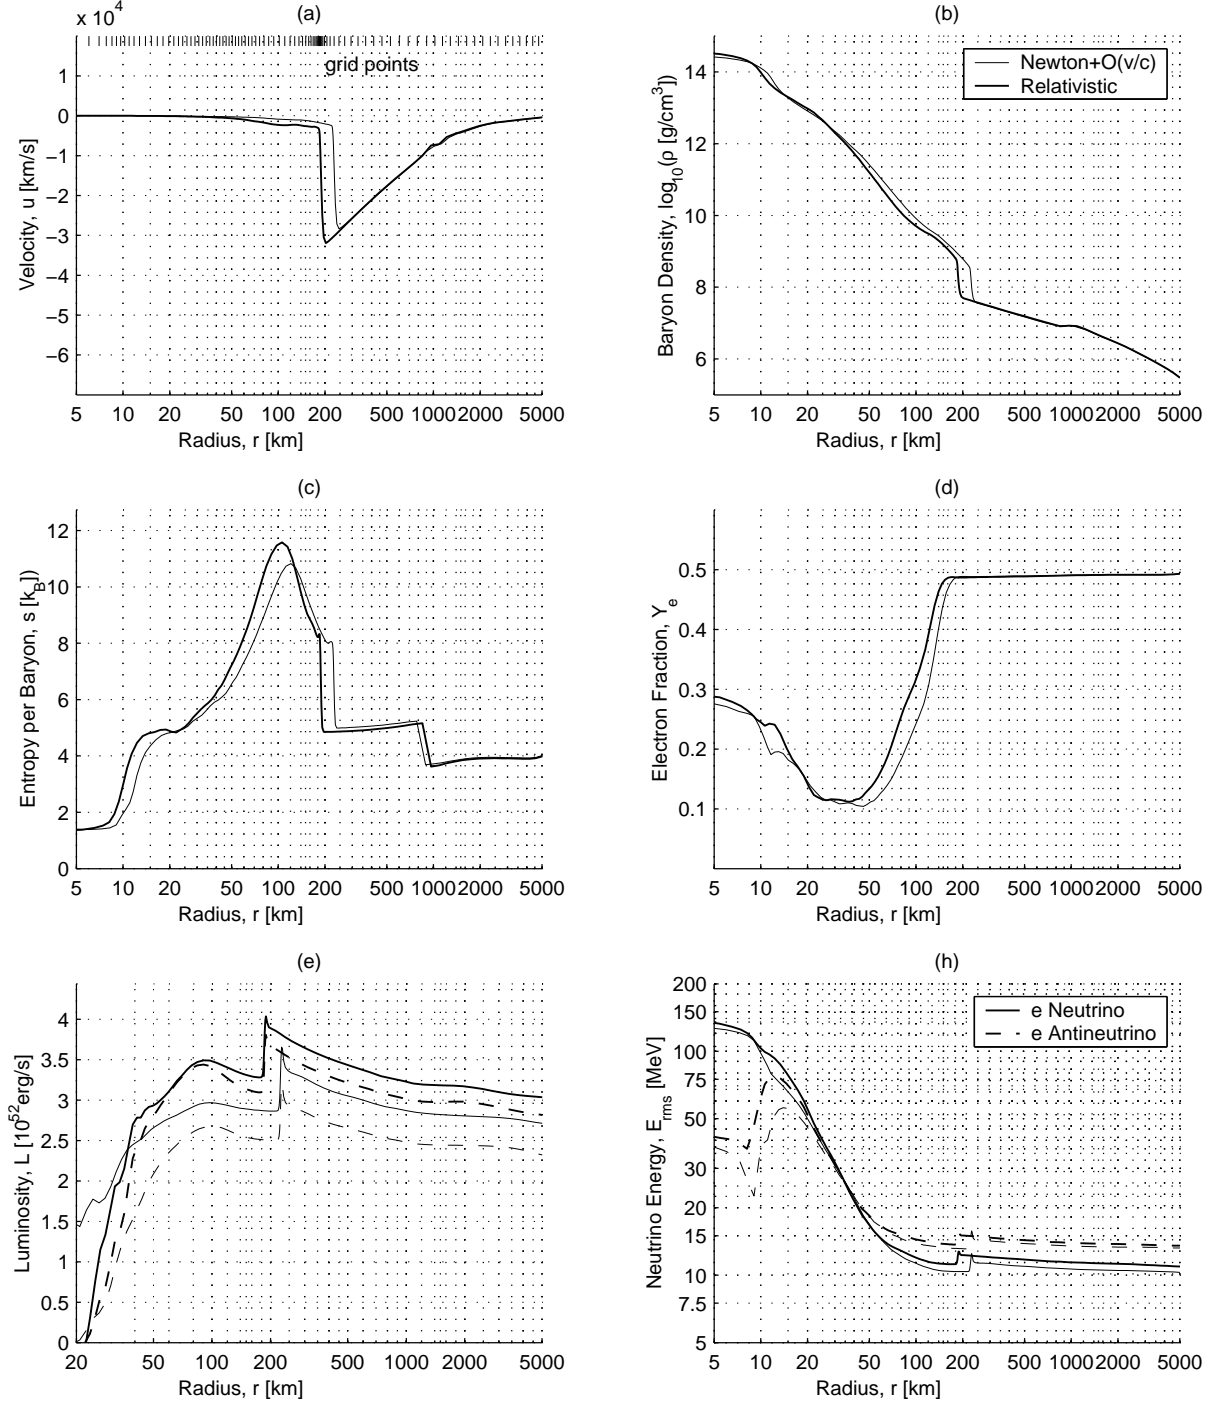 (a)
x 10^4
grid points
1
0
−1
−2
−3
−4
−5
−6
Velocity, u [km/s]
5 10 20 50 100 200 500 1000 2000 5000
Radius, r [km]
(b)
Newton+O(v/c)
Relativistic
14
12
10
8
6
Baryon Density, log_10(ρ [g/cm^3])
5 10 20 50 100 200 500 1000 2000 5000
Radius, r [km]
(c)
12
10
8
6
4
2
0
Entropy per Baryon, s [k_B])
5 10 20 50 100 200 500 1000 2000 5000
Radius, r [km]
(d)
0.5
0.4
0.3
0.2
0.1
Electron Fraction, Y_e
5 10 20 50 100 200 500 1000 2000 5000
Radius, r [km]
(e)
4
3.5
3
2.5
2
1.5
1
0.5
0
Luminosity, L [10^52 erg/s]
20 50 100 200 500 1000 2000 5000
Radius, r [km]
(h)
e Neutrino
e Antineutrino
200
150
100
75
50
30
20
15
10
7.5
5
Neutrino Energy, E_rms [MeV]
5 10 20 50 100 200 500 1000 2000 5000
Radius, r [km]